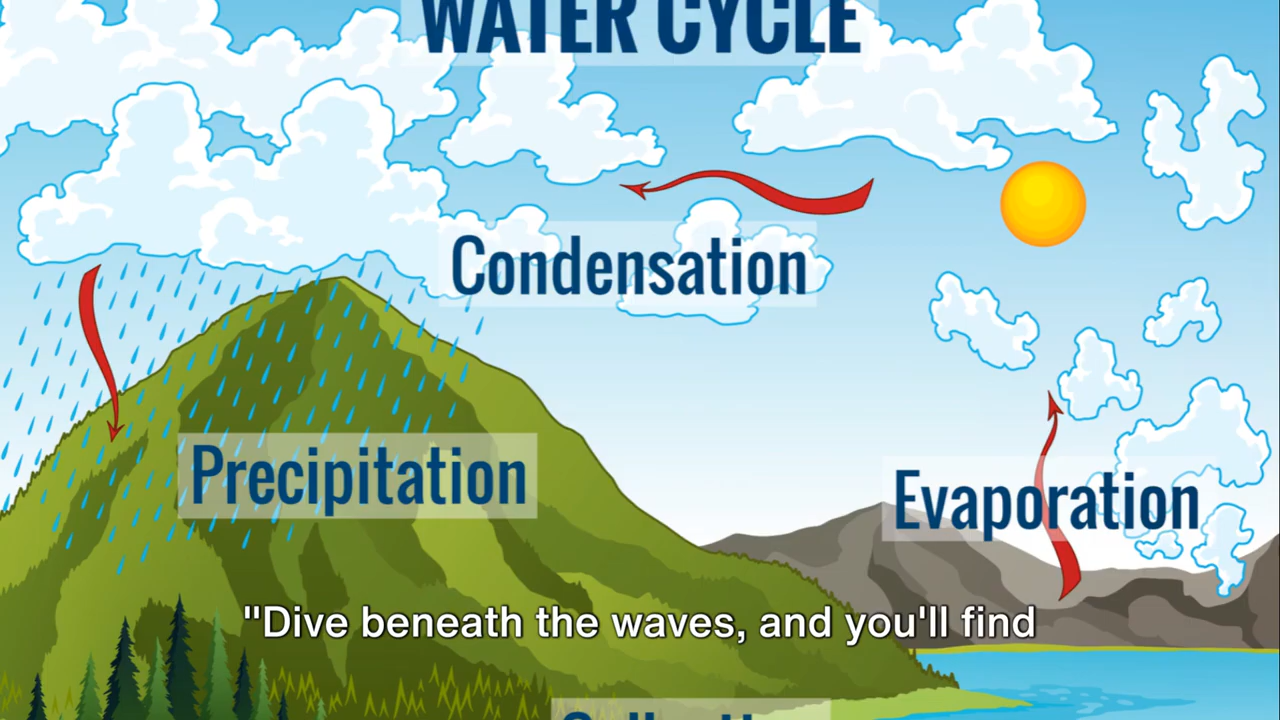 WATER CYCLE
Condensation
Precipitation
Evaporation
"Dive beneath the waves, and you'll find